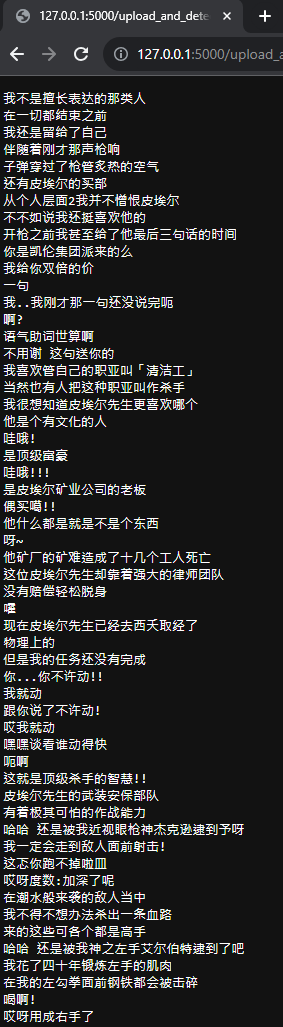 127.0.0.1:5000/upload_and_dete
127.0.0.1:5000/upload_a
我不是擅长表达的那类人
在一切都结束之前
我还是留给了自己
伴随着刚才那声枪响
子弹穿过了枪管炙热的空气
还有皮埃尔的买部
从个人层面2我并不憎恨皮埃尔
不不如说我还挺喜欢他的
开枪之前我甚至给了他最后三句话的时间
你是凯伦集团派来的么
我给你双倍的价
一句
我..我刚才那一句还没说完呃
啊?
语气助词世算啊
不用谢 这句送你的
我喜欢管自己的职亚叫「清洁工」
当然也有人把这种职亚叫作杀手
我很想知道皮埃尔先生更喜欢哪个
他是个有文化的人
哇哦!
是顶级富豪
哇哦!!!
是皮埃尔矿业公司的老板
偶买噶!!
他什么都是就是不是个东西
呀~
他矿厂的矿难造成了十几个工人死亡
这位皮埃尔先生却靠着强大的律师团队
没有赔偿轻松脱身
嚯
现在皮埃尔先生已经去西天取经了
物理上的
但是我的任务还没有完成
你...你不许动!!
我就动
跟你说了不许动!
哎我就动
嘿嘿谈看谁动得快
呃啊
这就是顶级杀手的智慧!!
皮埃尔先生的武装安保部队
有着极其可怕的作战能力
哈哈 还是被我近视眼枪神杰克逊逮到予呀
我一定会走到敌人面前射击!
这忑你跑不掉啦皿
哎呀度数:加深了呢
在潮水般来袭的敌人当中
我不得不想办法杀出一条血路
来的这些可各个都是高手
哈哈 还是被我神之左手艾尔伯特逮到了吧
我花了四十年锻炼左手的肌肉
在我的左勾拳面前钢铁都会被击碎
喝啊!
哎呀用成右手了